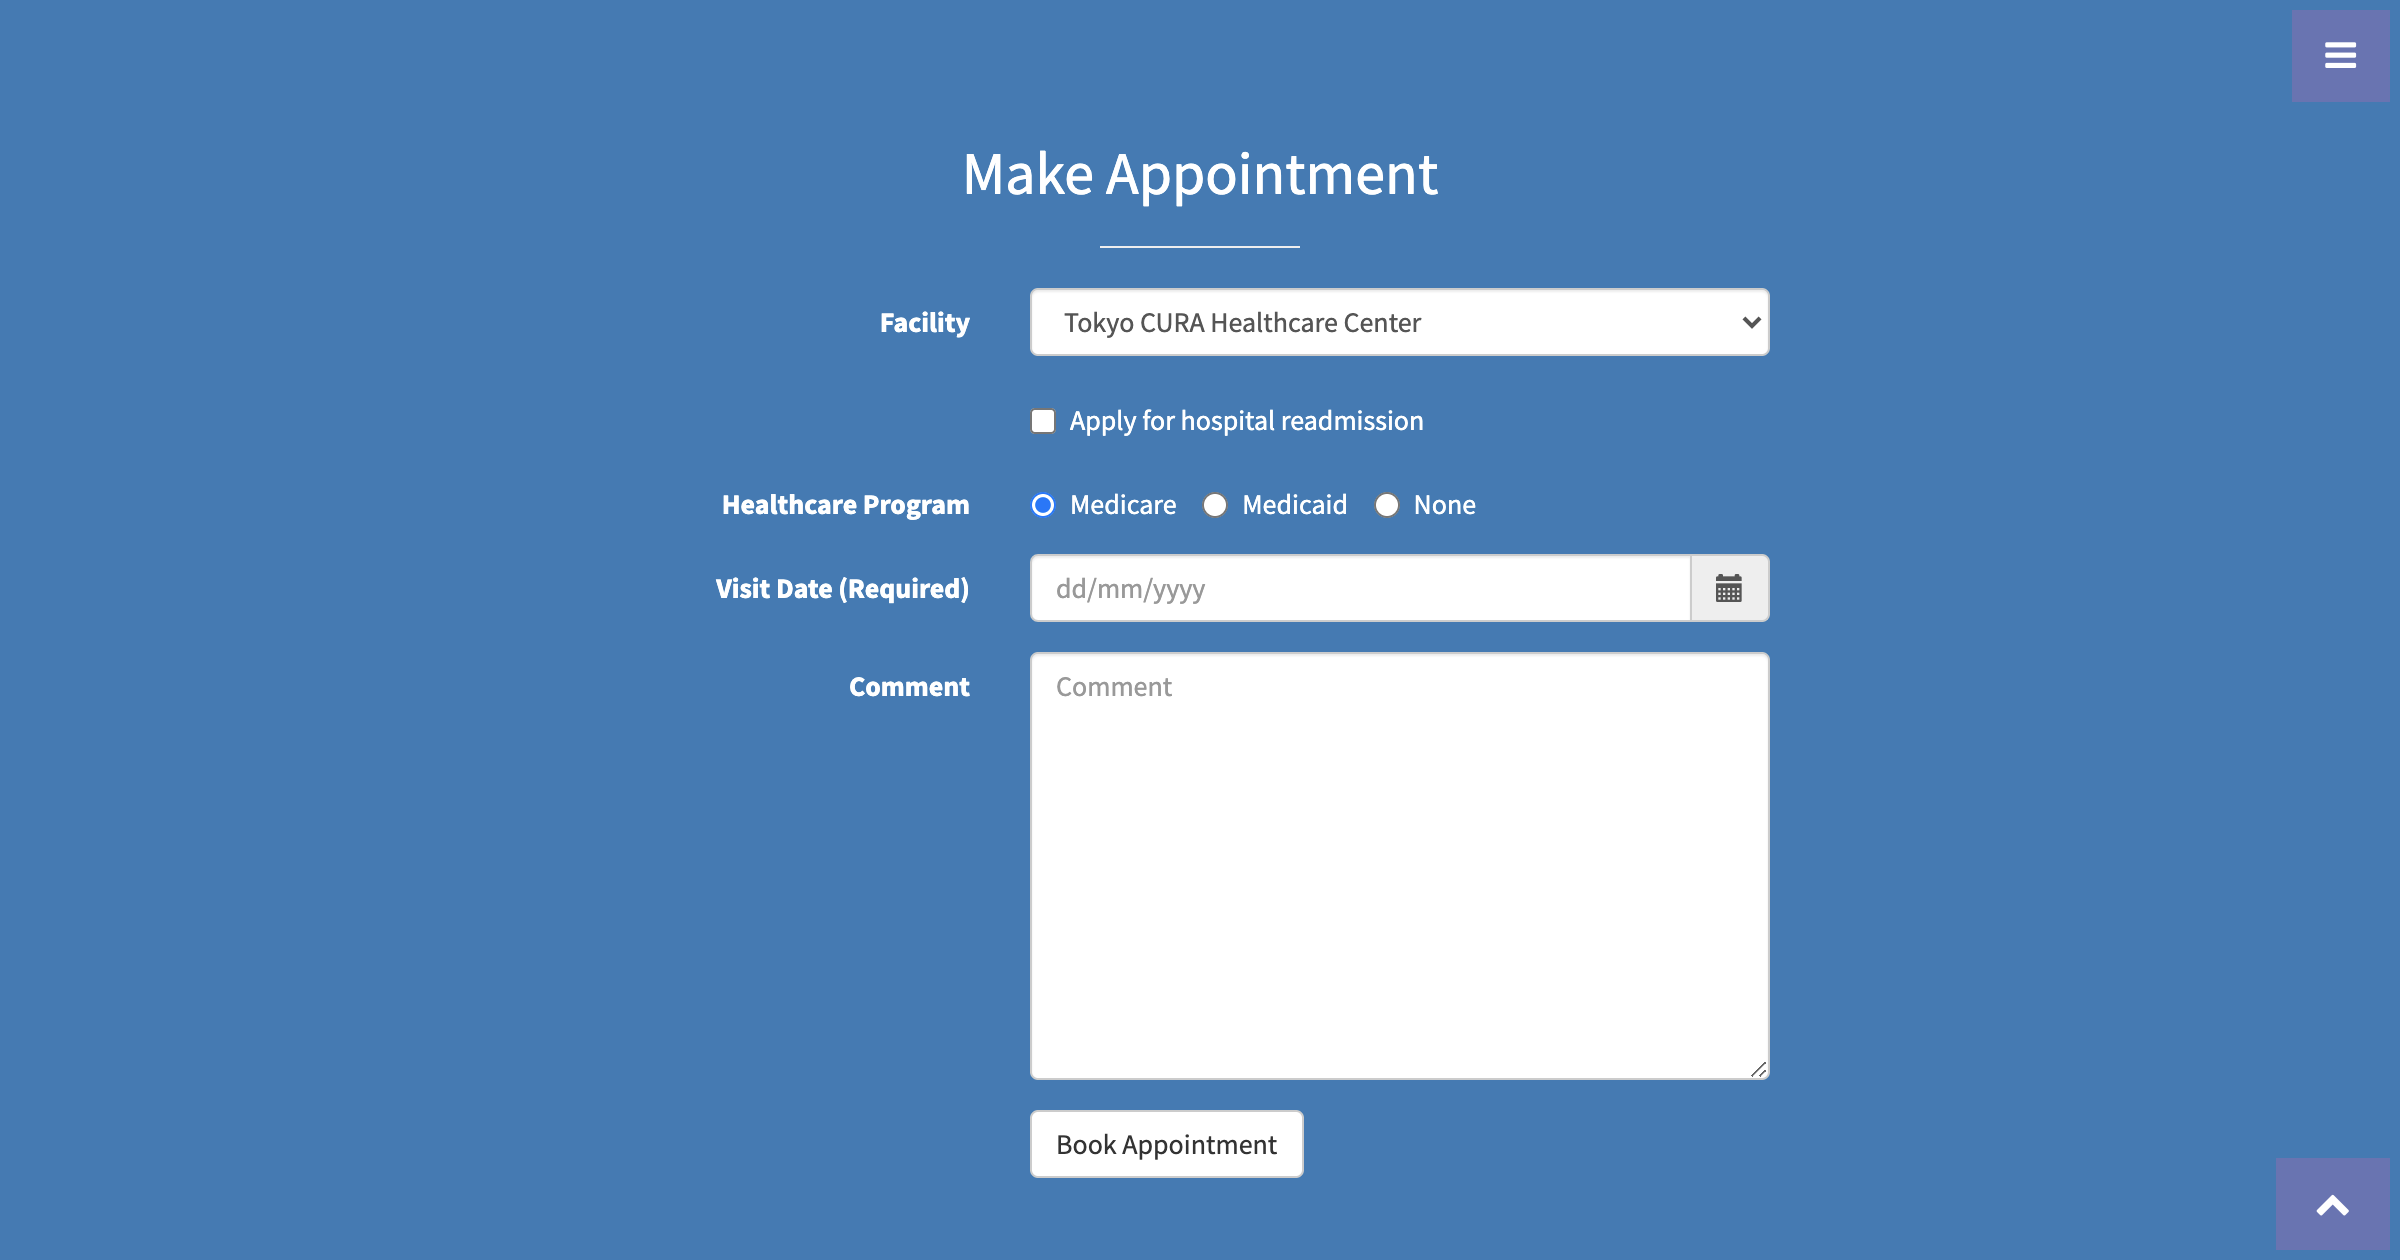 Make Appointment
Facility
Tokyo CURA Healthcare Center
Apply for hospital readmission
Healthcare Program
Medicare Medicaid None
Visit Date (Required)
dd/mm/yyyy
Comment
Comment
Book Appointment